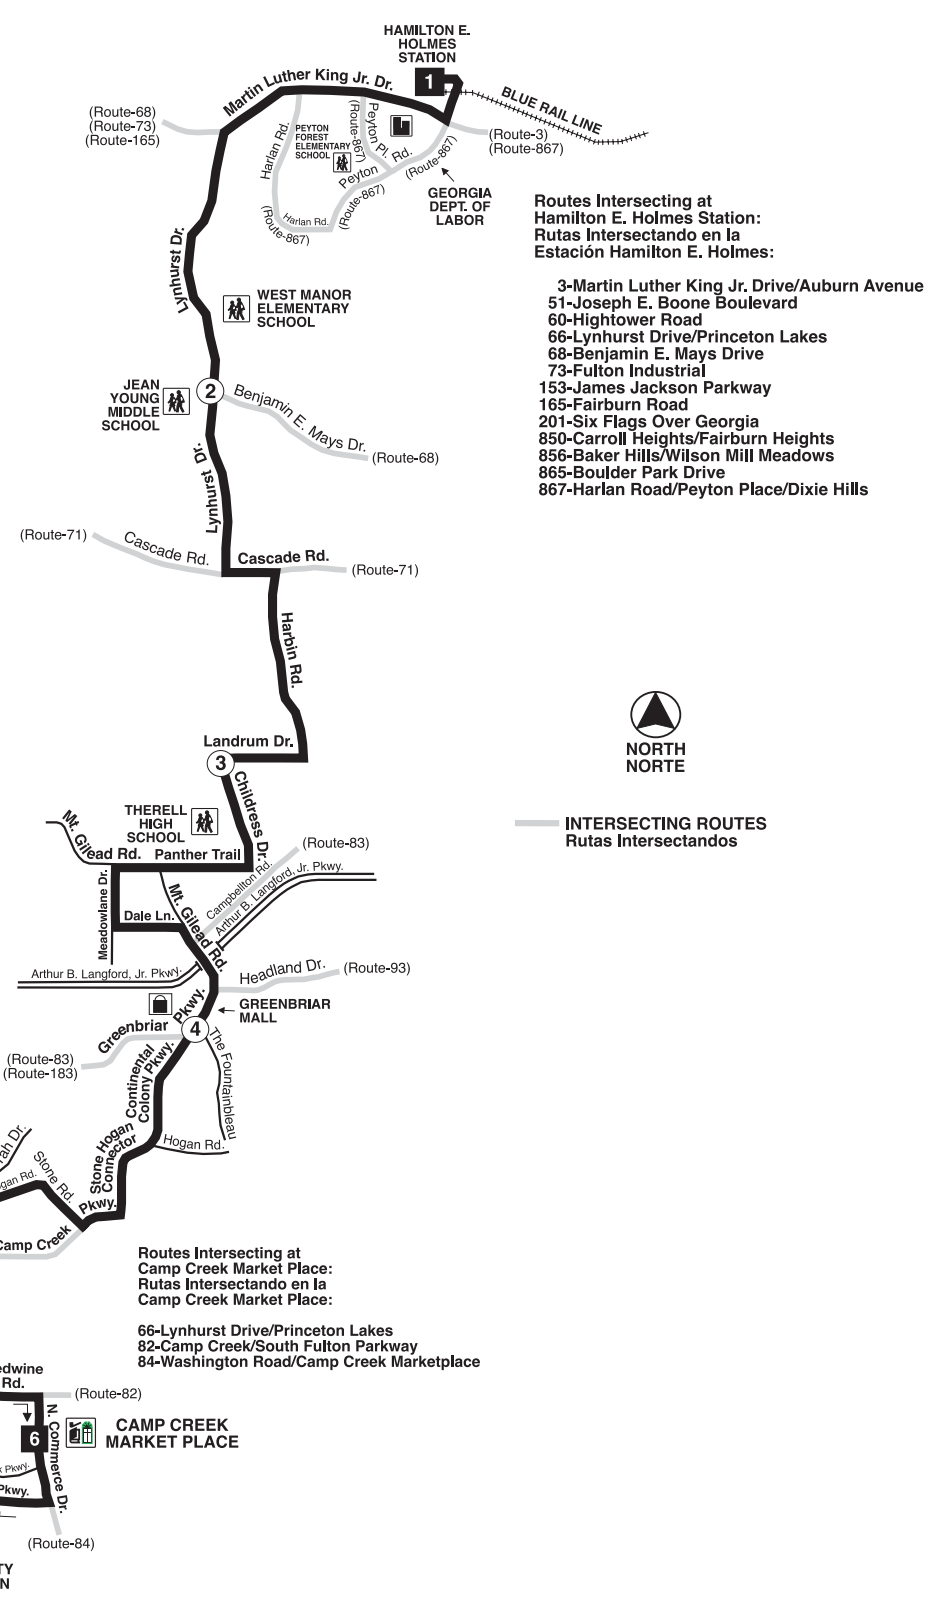 HAMILTON E.
HOLMES
STATION
1
Martin Luther King Jr. Dr.
BLUE RAIL LINE
(Route-68)
(Route-73)
(Route-165)
(Route-3)
(Route-867)
Harlan Rd.
PEYTON
FOREST
ELEMENTARY
SCHOOL
(Route-867)
Peyton Pl.
Peyton Rd.
(Route-867)
(Route-867)
Harlan Rd.
(Route-867)
GEORGIA
DEPT. OF
LABOR
Routes Intersecting at
Hamilton E. Holmes Station:
Rutas Intersectando en la
Estación Hamilton E. Holmes:
3-Martin Luther King Jr. Drive/Auburn Avenue
51-Joseph E. Boone Boulevard
60-Hightower Road
66-Lynhurst Drive/Princeton Lakes
68-Benjamin E. Mays Drive
73-Fulton Industrial
153-James Jackson Parkway
165-Fairburn Road
201-Six Flags Over Georgia
850-Carroll Heights/Fairburn Heights
856-Baker Hills/Wilson Mill Meadows
865-Boulder Park Drive
867-Harlan Road/Peyton Place/Dixie Hills
Lynhurst Dr.
WEST MANOR
ELEMENTARY
SCHOOL
JEAN
YOUNG
MIDDLE
SCHOOL
2
Benjamin E. Mays Dr.
(Route-68)
Lynhurst Dr.
(Route-71)
Cascade Rd.
Cascade Rd.
(Route-71)
Harbin Rd.
NORTH
NORTE
Landrum Dr.
3
Childress Dr.
THERELL
HIGH
SCHOOL
INTERSECTING ROUTES
Rutas Intersectandos
Mt. Gilead Rd.
Panther Trail
(Route-83)
Campbellton Rd.
Arthur B. Langford, Jr. Pkwy.
Meadowlane Dr.
Dale Ln.
Mt. Gilead Rd.
Arthur B. Langford, Jr. Pkwy.
Headland Dr.
(Route-93)
GREENBRIAR
MALL
Greenbriar Pkwy.
4
(Route-83)
(Route-183)
The Fountainbleau
Continental
Colony Pkwy.
Hogan Rd.
Stone Hogan
Connector
Stone Rd.
Pkwy.
Camp Creek
Routes Intersecting at
Camp Creek Market Place:
Rutas Intersectando en la
Camp Creek Market Place:
66-Lynhurst Drive/Princeton Lakes
82-Camp Creek/South Fulton Parkway
84-Washington Road/Camp Creek Marketplace
Rd.
(Route-82)
N. Commerce Dr.
6
CAMP CREEK
MARKET PLACE
Pkwy.
Pkwy.
(Route-84)